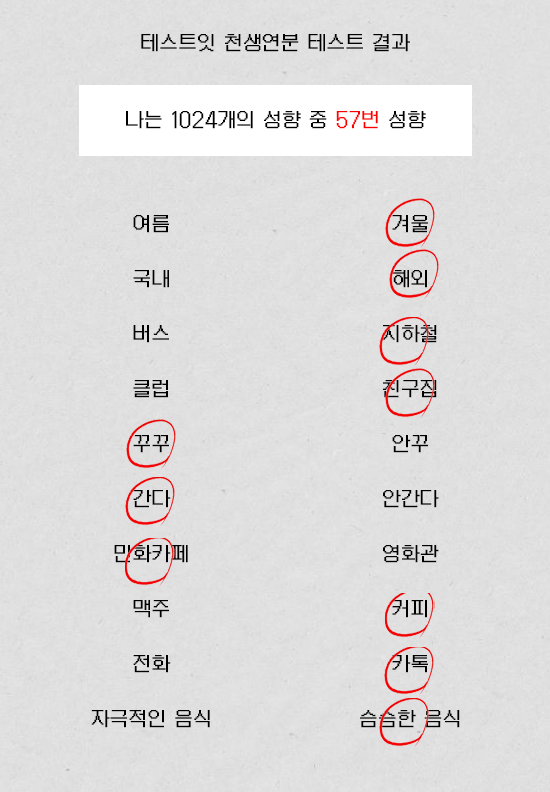 테스트잇 천생연분 테스트 결과
나는 1024개의 성향 중 57번 성향
여름 겨울
국내 해외
버스 지하철
클럽 친구집
꾸꾸 안꾸
간다 안간다
만화카페 영화관
맥주 커피
전화 카톡
자극적인 음식 슴슴한 음식